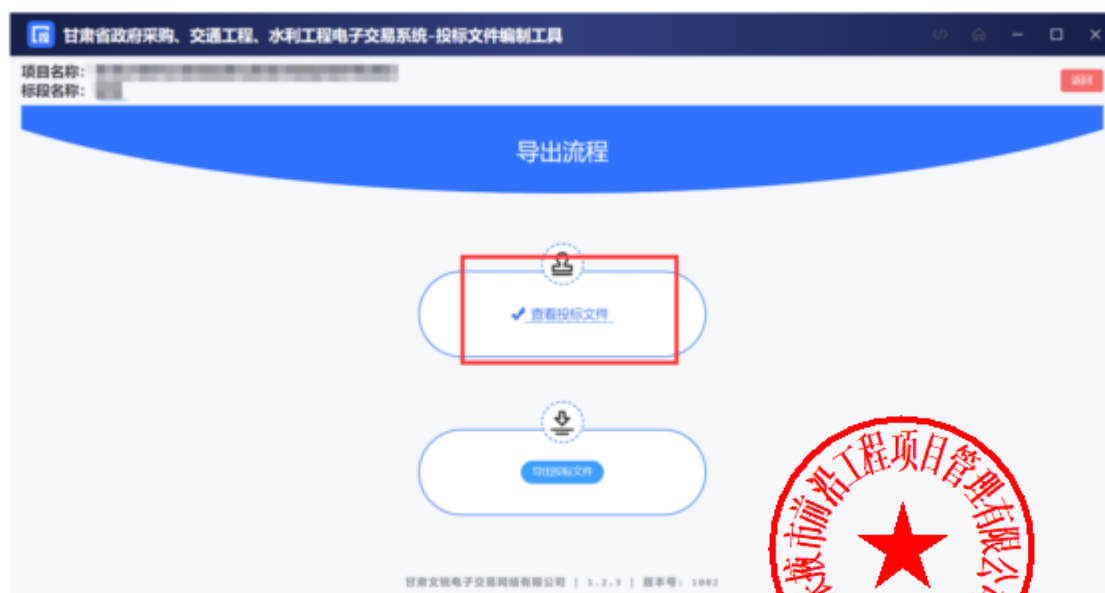 甘肃省政府采购、交通工程、水利工程电子交易系统-投标文件编制工具
项目名称：
标段名称：
返回
导出流程
查看投标文件
导出投标文件
甘肃文锐电子交易网络有限公司 | 1.2.3 | 版本号: 1002
掖市前沿工程项目管理有限公